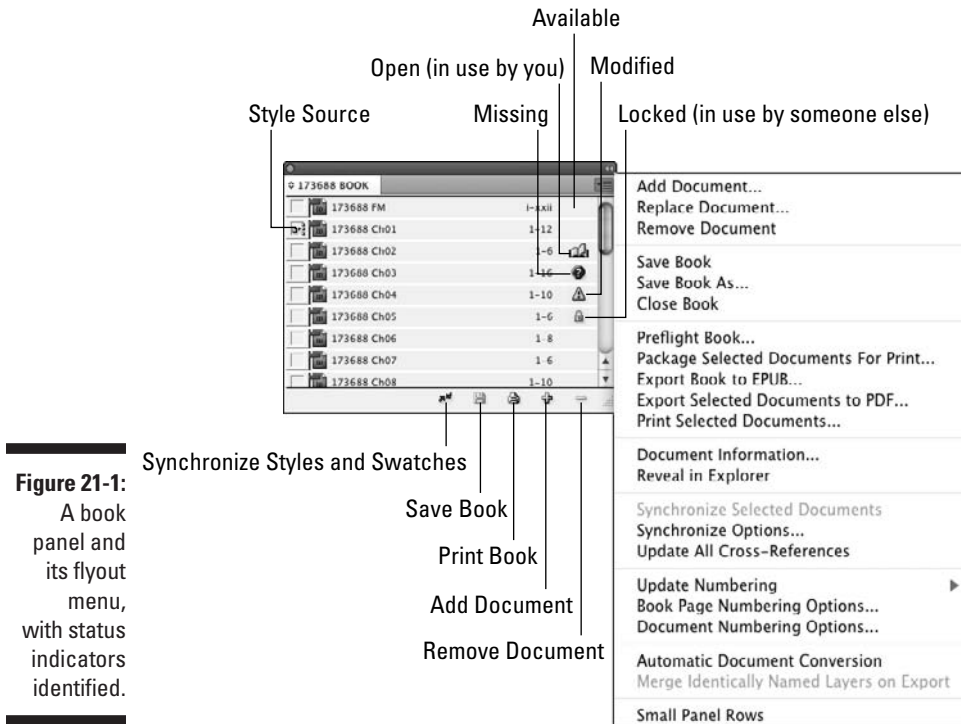 Available
Open (in use by you)
Modified
Style Source
Missing
Locked (in use by someone else)
173688 BOOK
173688 FM i-xxii
173688 Ch01 1-12
173688 Ch02 1-6
173688 Ch03 1-16
173688 Ch04 1-10
173688 Ch05 1-6
173688 Ch06 1-8
173688 Ch07 1-6
173688 Ch08 1-10
Add Document...
Replace Document...
Remove Document
Save Book
Save Book As...
Close Book
Preflight Book...
Package Selected Documents For Print...
Export Book to EPUB...
Export Selected Documents to PDF...
Print Selected Documents...
Document Information...
Reveal in Explorer
Synchronize Selected Documents
Synchronize Options...
Update All Cross-References
Update Numbering
Book Page Numbering Options...
Document Numbering Options...
Automatic Document Conversion
Merge Identically Named Layers on Export
Small Panel Rows
Synchronize Styles and Swatches
Save Book
Print Book
Add Document
Remove Document
Figure 21-1:
A book
panel and
its flyout
menu,
with status
indicators
identified.